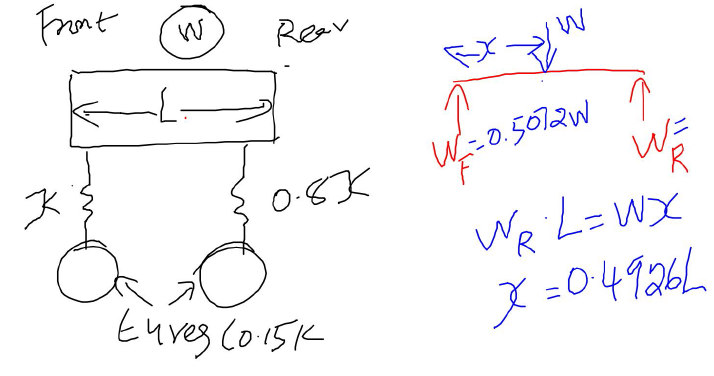 Front
W
Rear
L
K
0.8K
tyres (0.15K
x
W
W_F = 0.5072W
W_R =
W_R · L = Wx
x = 0.4926L